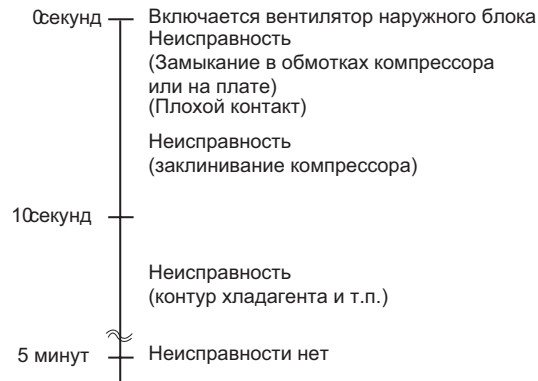 0секунд Включается вентилятор наружного блока
Неисправность
(Замыкание в обмотках компрессора
или на плате)
(Плохой контакт)
Неисправность
(заклинивание компрессора)
10секунд
Неисправность
(контур хладагента и т.п.)
5 минут Неисправности нет